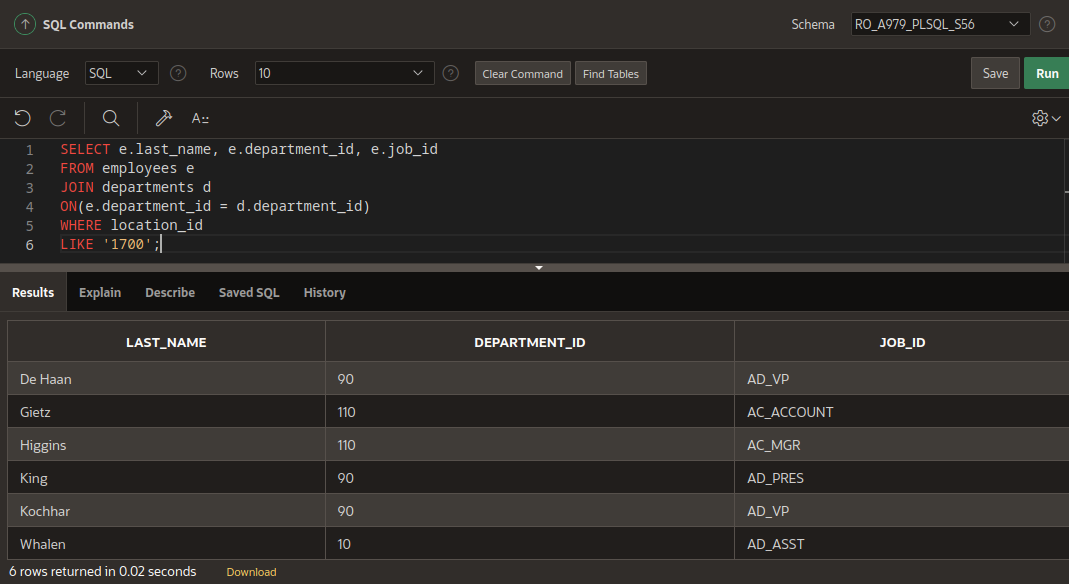 SQL Commands Schema RO_A979_PLSQL_S56
Language SQL Rows 10 Clear Command Find Tables Save Run
A::
1 SELECT e.last_name, e.department_id, e.job_id
2 FROM employees e
3 JOIN departments d
4 ON(e.department_id = d.department_id)
5 WHERE location_id
6 LIKE '1700';
Results Explain Describe Saved SQL History
LAST_NAME DEPARTMENT_ID JOB_ID
De Haan 90 AD_VP
Gietz 110 AC_ACCOUNT
Higgins 110 AC_MGR
King 90 AD_PRES
Kochhar 90 AD_VP
Whalen 10 AD_ASST
6 rows returned in 0.02 seconds Download